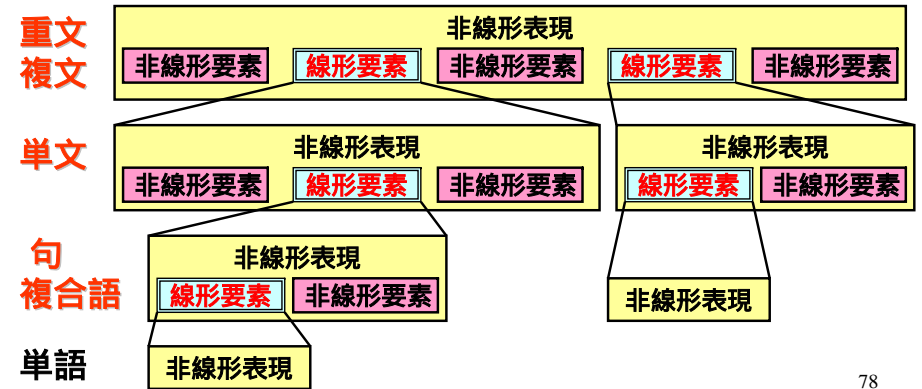 重文
複文
非線形表現
非線形要素 線形要素 非線形要素 線形要素 非線形要素
単文
非線形表現 非線形表現
非線形要素 線形要素 非線形要素 線形要素 非線形要素
句
複合語
非線形表現
線形要素 非線形要素
非線形表現
単語
非線形表現
78